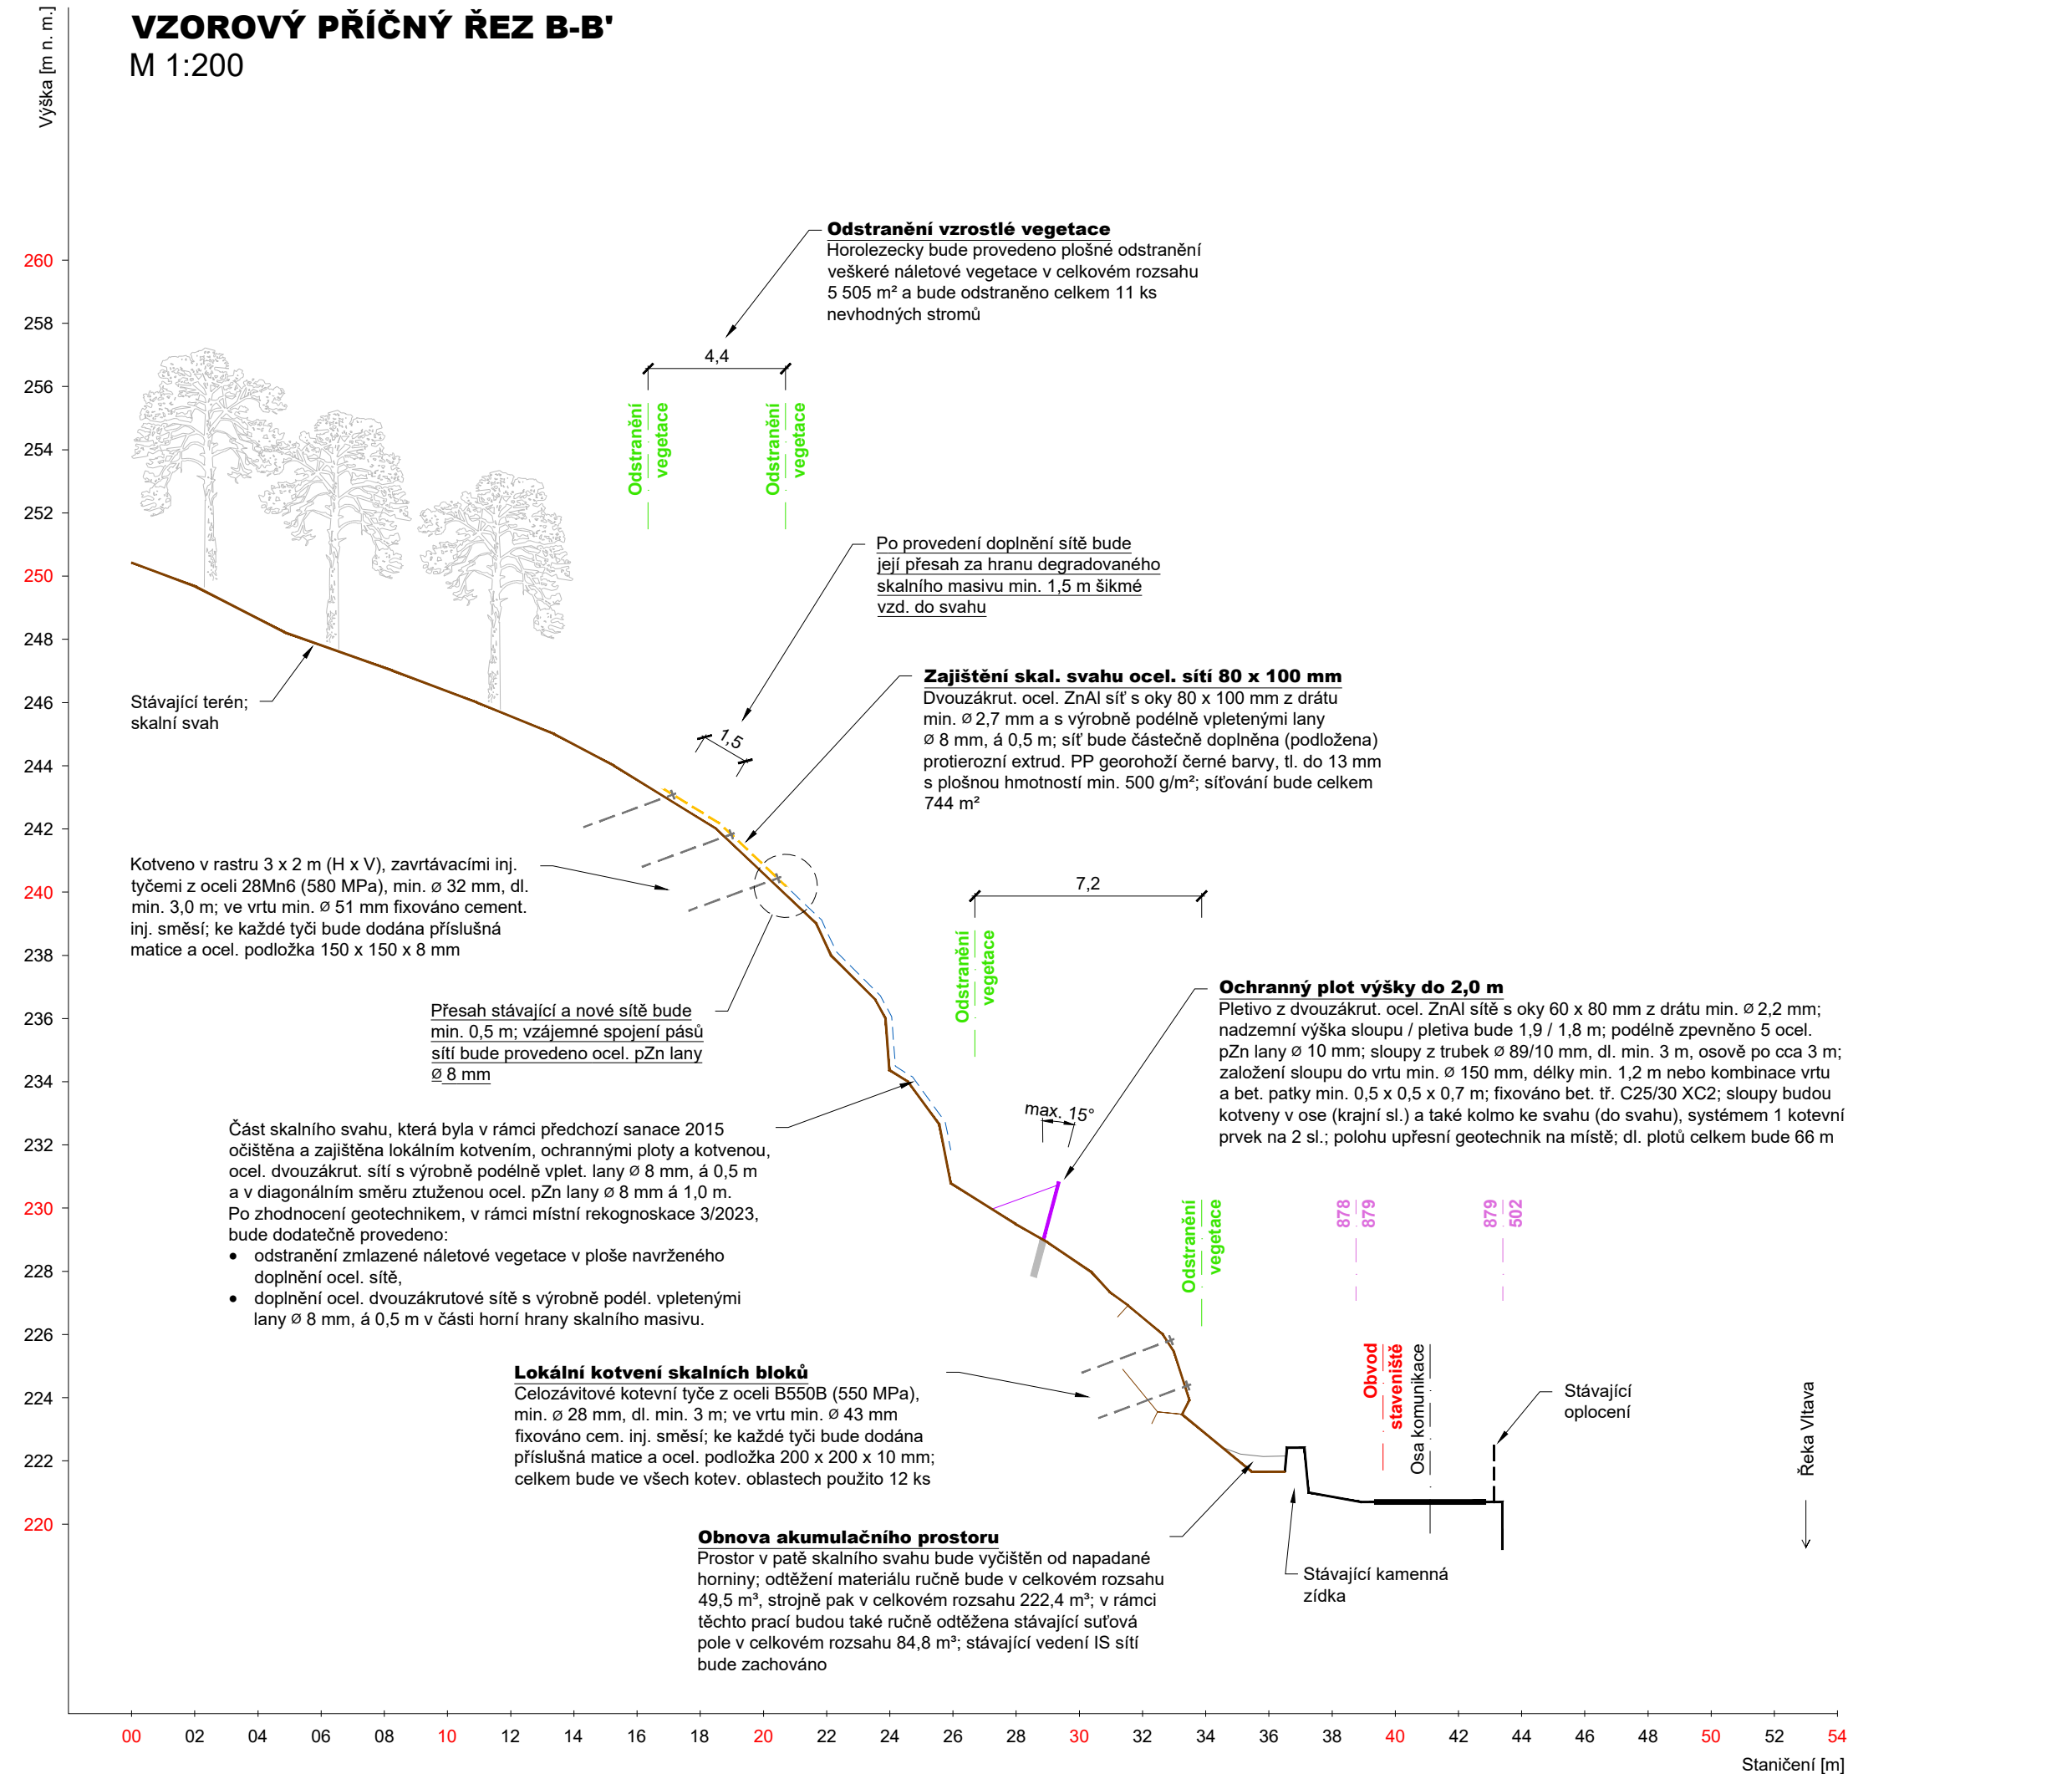 VZOROVÝ PŘÍČNÝ ŘEZ B-B'
M 1:200
Výška [m n. m.]
Odstranění vzrostlé vegetace
Horolezecky bude provedeno plošné odstranění
veškeré náletové vegetace v celkovém rozsahu
5 505 m² a bude odstraněno celkem 11 ks
nevhodných stromů
4,4
Odstranění
vegetace
Odstranění
vegetace
Po provedení doplnění sítě bude
její přesah za hranu degradovaného
skalního masivu min. 1,5 m šikmé
vzd. do svahu
Stávající terén;
skalní svah
1,5
Zajištění skal. svahu ocel. sítí 80 x 100 mm
Dvouzákrut. ocel. ZnAl síť s oky 80 x 100 mm z drátu
min. ⌀ 2,7 mm a s výrobně podélně vpletenými lany
⌀ 8 mm, á 0,5 m; síť bude částečně doplněna (podložena)
protierozní extrud. PP georohoží černé barvy, tl. do 13 mm
s plošnou hmotností min. 500 g/m²; síťování bude celkem
744 m²
Kotveno v rastru 3 x 2 m (H x V), zavrtávacími inj.
tyčemi z oceli 28Mn6 (580 MPa), min. ⌀ 32 mm, dl.
min. 3,0 m; ve vrtu min. ⌀ 51 mm fixováno cement.
inj. směsí; ke každé tyči bude dodána příslušná
matice a ocel. podložka 150 x 150 x 8 mm
7,2
Odstranění
vegetace
Přesah stávající a nové sítě bude
min. 0,5 m; vzájemné spojení pásů
sítí bude provedeno ocel. pZn lany
⌀ 8 mm
Ochranný plot výšky do 2,0 m
Pletivo z dvouzákrut. ocel. ZnAl sítě s oky 60 x 80 mm z drátu min. ⌀ 2,2 mm;
nadzemní výška sloupu / pletiva bude 1,9 / 1,8 m; podélně zpevněno 5 ocel.
pZn lany ⌀ 10 mm; sloupy z trubek ⌀ 89/10 mm, dl. min. 3 m, osově po cca 3 m;
založení sloupu do vrtu min. ⌀ 150 mm, délky min. 1,2 m nebo kombinace vrtu
a bet. patky min. 0,5 x 0,5 x 0,7 m; fixováno bet. tř. C25/30 XC2; sloupy budou
kotveny v ose (krajní sl.) a také kolmo ke svahu (do svahu), systémem 1 kotevní
prvek na 2 sl.; polohu upřesní geotechnik na místě; dl. plotů celkem bude 66 m
max. 15°
Část skalního svahu, která byla v rámci předchozí sanace 2015
očištěna a zajištěna lokálním kotvením, ochrannými ploty a kotvenou,
ocel. dvouzákrut. sítí s výrobně podélně vplet. lany ⌀ 8 mm, á 0,5 m
a v diagonálním směru ztuženou ocel. pZn lany ⌀ 8 mm á 1,0 m.
Po zhodnocení geotechnikem, v rámci místní rekognoskace 3/2023,
bude dodatečně provedeno:
• odstranění zmlazené náletové vegetace v ploše navrženého
doplnění ocel. sítě,
• doplnění ocel. dvouzákrutové sítě s výrobně podél. vpletenými
lany ⌀ 8 mm, á 0,5 m v části horní hrany skalního masivu.
Odstranění
vegetace
878
879
879
502
Lokální kotvení skalních bloků
Celozávitové kotevní tyče z oceli B550B (550 MPa),
min. ⌀ 28 mm, dl. min. 3 m; ve vrtu min. ⌀ 43 mm
fixováno cem. inj. směsí; ke každé tyči bude dodána
příslušná matice a ocel. podložka 200 x 200 x 10 mm;
celkem bude ve všech kotev. oblastech použito 12 ks
Obvod
staveniště
Osa komunikace
Stávající
oplocení
Řeka Vltava
Obnova akumulačního prostoru
Prostor v patě skalního svahu bude vyčištěn od napadané
horniny; odtěžení materiálu ručně bude v celkovém rozsahu
49,5 m³, strojně pak v celkovém rozsahu 222,4 m³; v rámci
těchto prací budou také ručně odtěžena stávající suťová
pole v celkovém rozsahu 84,8 m³; stávající vedení IS sítí
bude zachováno
Stávající kamenná
zídka
260
258
256
254
252
250
248
246
244
242
240
238
236
234
232
230
228
226
224
222
220
00 02 04 06 08 10 12 14 16 18 20 22 24 26 28 30 32 34 36 38 40 42 44 46 48 50 52 54
Staničení [m]